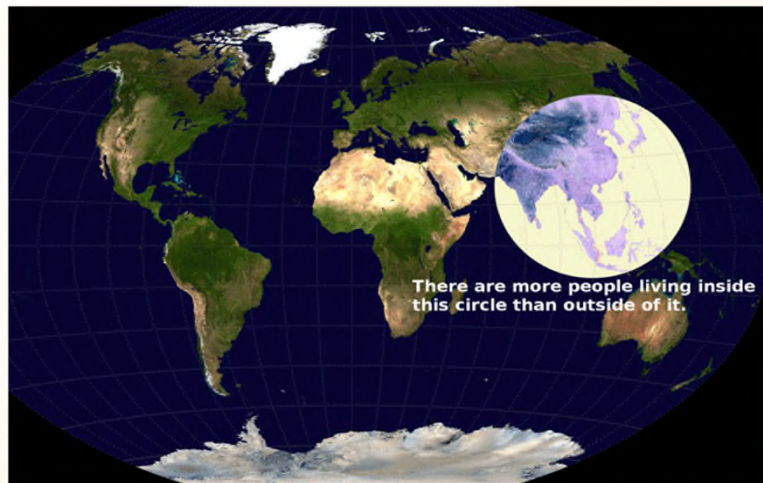 There are more people living inside
this circle than outside of it.